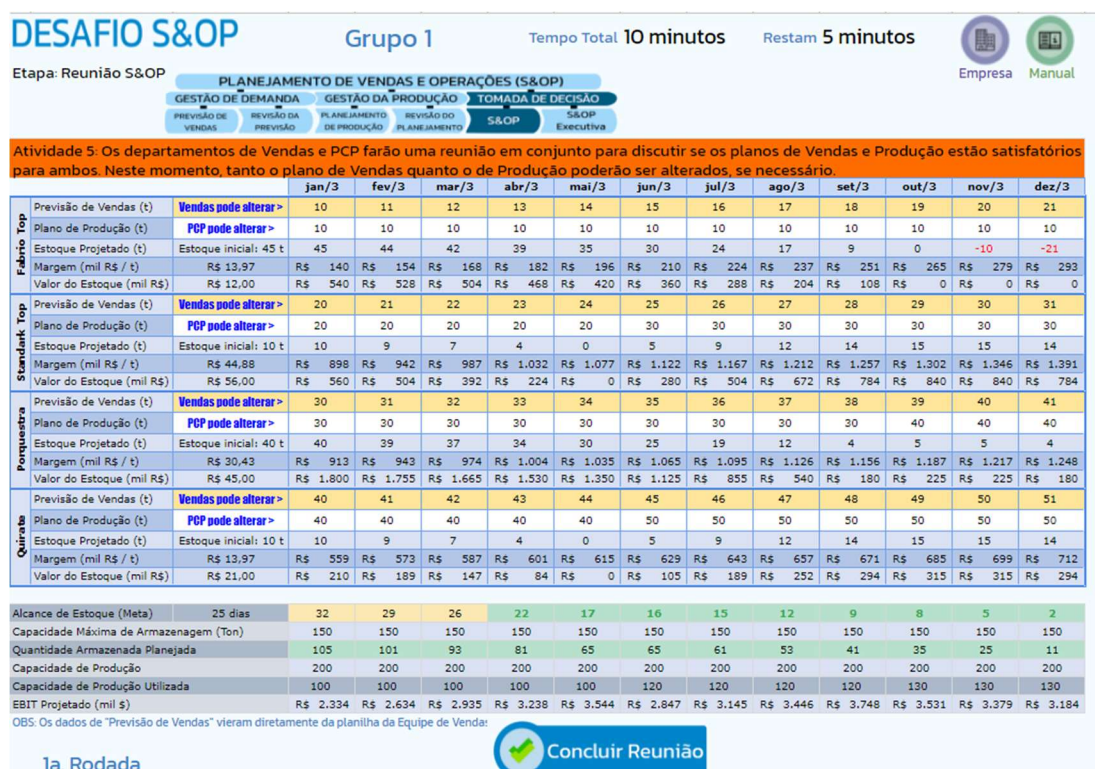 DESAFIO S&OP
Grupo 1
Tempo Total 10 minutos
Restam 5 minutos
Empresa
Manual
Etapa: Reunião S&OP
PLANEJAMENTO DE VENDAS E OPERAÇÕES (S&OP)
GESTÃO DE DEMANDA GESTÃO DA PRODUÇÃO TOMADA DE DECISÃO
PREVISÃO DE VENDAS REVISÃO DA PREVISÃO PLANEJAMENTO DE PRODUÇÃO REVISÃO DO PLANEJAMENTO S&OP S&OP Executiva
Atividade 5: Os departamentos de Vendas e PCP farão uma reunião em conjunto para discutir se os planos de Vendas e Produção estão satisfatórios
para ambos. Neste momento, tanto o plano de Vendas quanto o de Produção poderão ser alterados, se necessário.
jan/3 fev/3 mar/3 abr/3 mai/3 jun/3 jul/3 ago/3 set/3 out/3 nov/3 dez/3
Fabrio Top
Previsão de Vendas (t) Vendas pode alterar > 10 11 12 13 14 15 16 17 18 19 20 21
Plano de Produção (t) PCP pode alterar > 10 10 10 10 10 10 10 10 10 10 10 10
Estoque Projetado (t) Estoque inicial: 45 t 45 44 42 39 35 30 24 17 9 0 -10 -21
Margem (mil R$ / t) R$ 13,97 R$ 140 R$ 154 R$ 168 R$ 182 R$ 196 R$ 210 R$ 224 R$ 237 R$ 251 R$ 265 R$ 279 R$ 293
Valor do Estoque (mil R$) R$ 12,00 R$ 540 R$ 528 R$ 504 R$ 468 R$ 420 R$ 360 R$ 288 R$ 204 R$ 108 R$ 0 R$ 0 R$ 0
Standark Top
Previsão de Vendas (t) Vendas pode alterar > 20 21 22 23 24 25 26 27 28 29 30 31
Plano de Produção (t) PCP pode alterar > 20 20 20 20 20 30 30 30 30 30 30 30
Estoque Projetado (t) Estoque inicial: 10 t 10 9 7 4 0 5 9 12 14 15 15 14
Margem (mil R$ / t) R$ 44,88 R$ 898 R$ 942 R$ 987 R$ 1.032 R$ 1.077 R$ 1.122 R$ 1.167 R$ 1.212 R$ 1.257 R$ 1.302 R$ 1.346 R$ 1.391
Valor do Estoque (mil R$) R$ 56,00 R$ 560 R$ 504 R$ 392 R$ 224 R$ 0 R$ 280 R$ 504 R$ 672 R$ 784 R$ 840 R$ 840 R$ 784
Porquestra
Previsão de Vendas (t) Vendas pode alterar > 30 31 32 33 34 35 36 37 38 39 40 41
Plano de Produção (t) PCP pode alterar > 30 30 30 30 30 30 30 30 30 40 40 40
Estoque Projetado (t) Estoque inicial: 40 t 40 39 37 34 30 25 19 12 4 5 5 4
Margem (mil R$ / t) R$ 30,43 R$ 913 R$ 943 R$ 974 R$ 1.004 R$ 1.035 R$ 1.065 R$ 1.095 R$ 1.126 R$ 1.156 R$ 1.187 R$ 1.217 R$ 1.248
Valor do Estoque (mil R$) R$ 45,00 R$ 1.800 R$ 1.755 R$ 1.665 R$ 1.530 R$ 1.350 R$ 1.125 R$ 855 R$ 540 R$ 180 R$ 225 R$ 225 R$ 180
Quirate
Previsão de Vendas (t) Vendas pode alterar > 40 41 42 43 44 45 46 47 48 49 50 51
Plano de Produção (t) PCP pode alterar > 40 40 40 40 40 50 50 50 50 50 50 50
Estoque Projetado (t) Estoque inicial: 10 t 10 9 7 4 0 5 9 12 14 15 15 14
Margem (mil R$ / t) R$ 13,97 R$ 559 R$ 573 R$ 587 R$ 601 R$ 615 R$ 629 R$ 643 R$ 657 R$ 671 R$ 685 R$ 699 R$ 712
Valor do Estoque (mil R$) R$ 21,00 R$ 210 R$ 189 R$ 147 R$ 84 R$ 0 R$ 105 R$ 189 R$ 252 R$ 294 R$ 315 R$ 315 R$ 294
Alcance de Estoque (Meta) 25 dias 32 29 26 22 17 16 15 12 9 8 5 2
Capacidade Máxima de Armazenagem (Ton) 150 150 150 150 150 150 150 150 150 150 150 150
Quantidade Armazenada Planejada 105 101 93 81 65 65 61 53 41 35 25 11
Capacidade de Produção 200 200 200 200 200 200 200 200 200 200 200 200
Capacidade de Produção Utilizada 100 100 100 100 100 120 120 120 120 130 130 130
EBIT Projetado (mil $) R$ 2.334 R$ 2.634 R$ 2.935 R$ 3.238 R$ 3.544 R$ 2.847 R$ 3.145 R$ 3.446 R$ 3.748 R$ 3.531 R$ 3.379 R$ 3.184
OBS: Os dados de "Previsão de Vendas" vieram diretamente da planilha da Equipe de Vendas
Concluir Reunião
1a Rodada